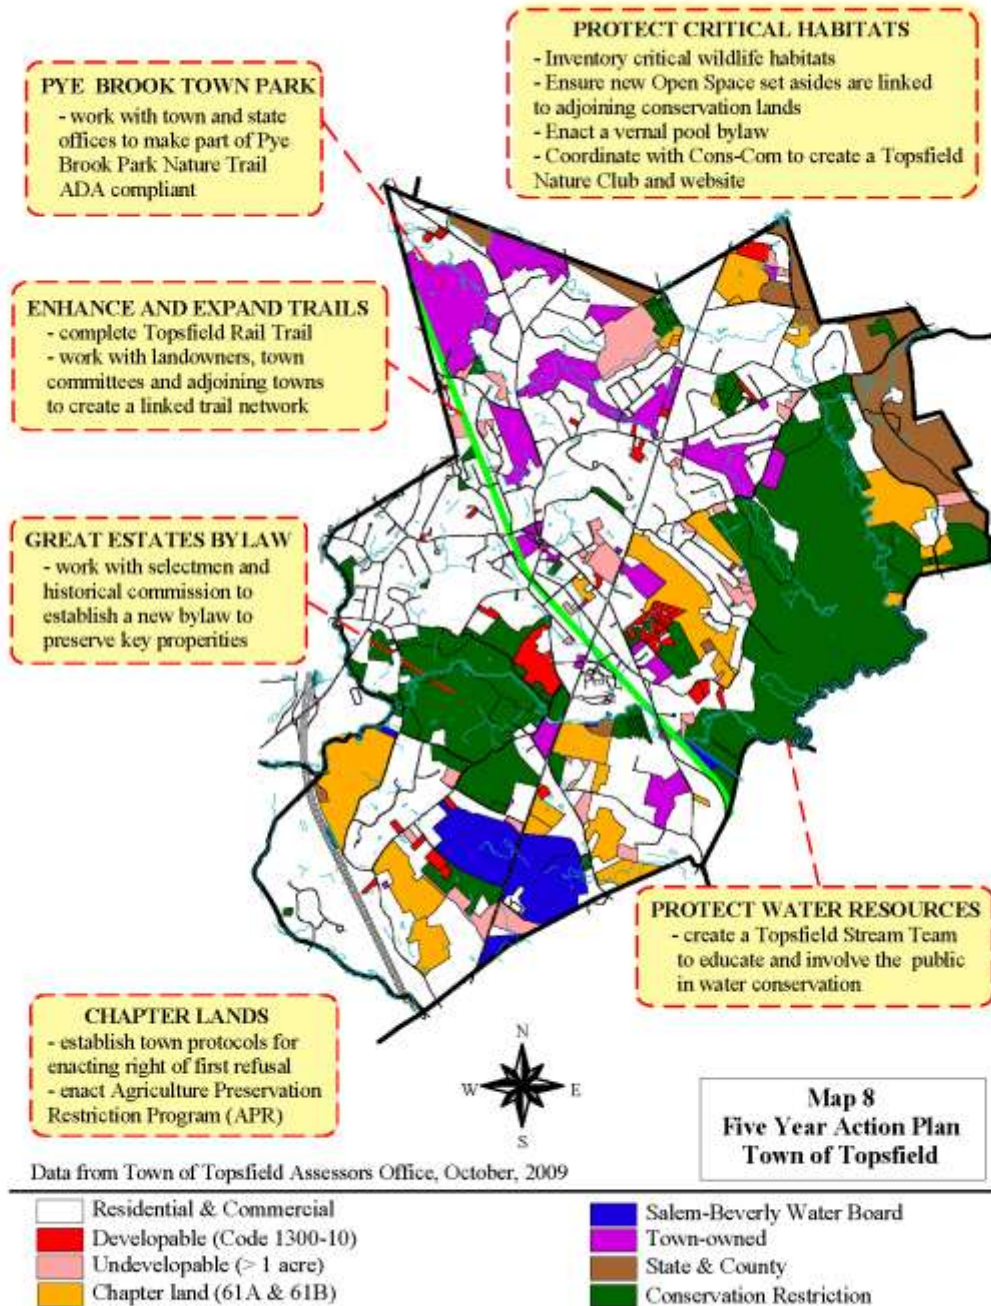 PROTECT CRITICAL HABITATS
- Inventory critical wildlife habitats
- Ensure new Open Space set asides are linked
to adjoining conservation lands
- Enact a vernal pool bylaw
- Coordinate with Cons-Com to create a Topsfield
Nature Club and website
PYE BROOK TOWN PARK
- work with town and state
offices to make part of Pye
Brook Park Nature Trail
ADA compliant
ENHANCE AND EXPAND TRAILS
- complete Topsfield Rail Trail
- work with landowners, town
committees and adjoining towns
to create a linked trail network
GREAT ESTATES BYLAW
- work with selectmen and
historical commission to
establish a new bylaw to
preserve key properities
PROTECT WATER RESOURCES
- create a Topsfield Stream Team
to educate and involve the public
in water conservation
CHAPTER LANDS
- establish town protocols for
enacting right of first refusal
- enact Agriculture Preservation
Restriction Program (APR)
N
W E
S
Map 8
Five Year Action Plan
Town of Topsfield
Data from Town of Topsfield Assessors Office, October, 2009
Residential & Commercial
Developable (Code 1300-10)
Undevelopable (> 1 acre)
Chapter land (61A & 61B)
Salem-Beverly Water Board
Town-owned
State & County
Conservation Restriction